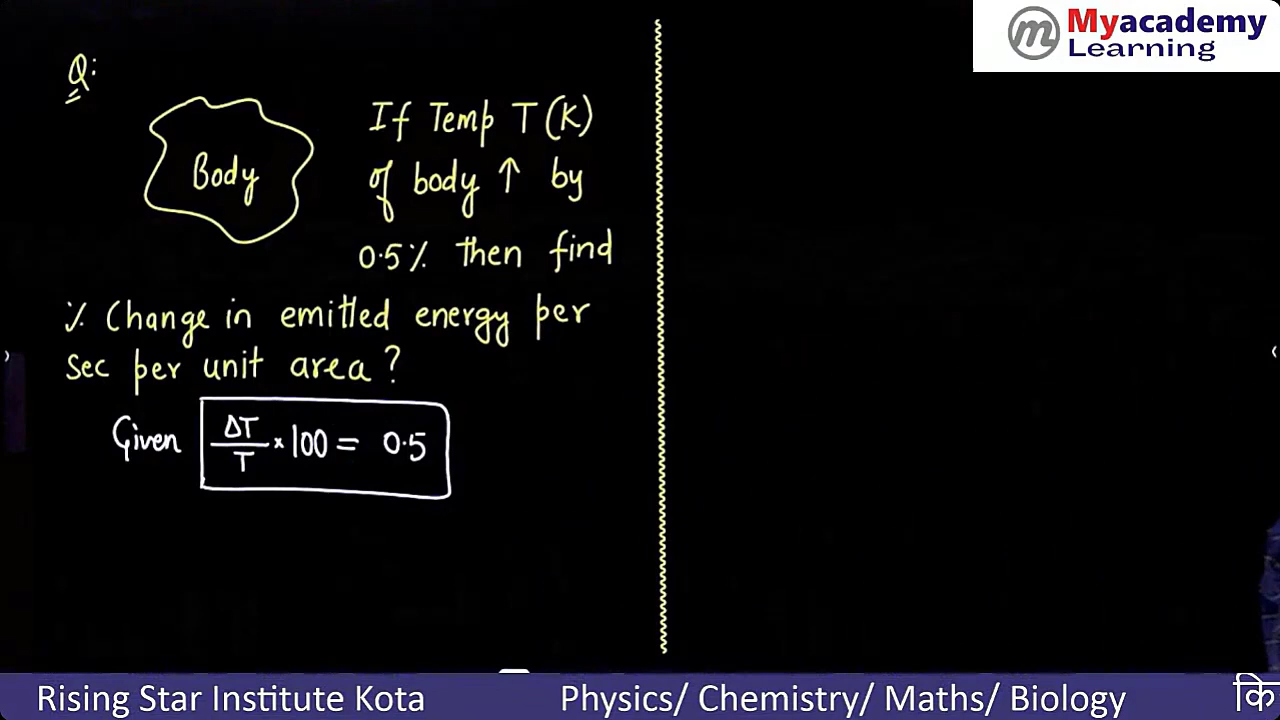 Myacademy
Learning
Q:
Body
If Temp T (K)
of body ↑ by
0.5% then find
% Change in emitted energy per
sec per unit area?
Given ΔT/T × 100 = 0.5
Rising Star Institute Kota Physics/ Chemistry/ Maths/ Biology कि